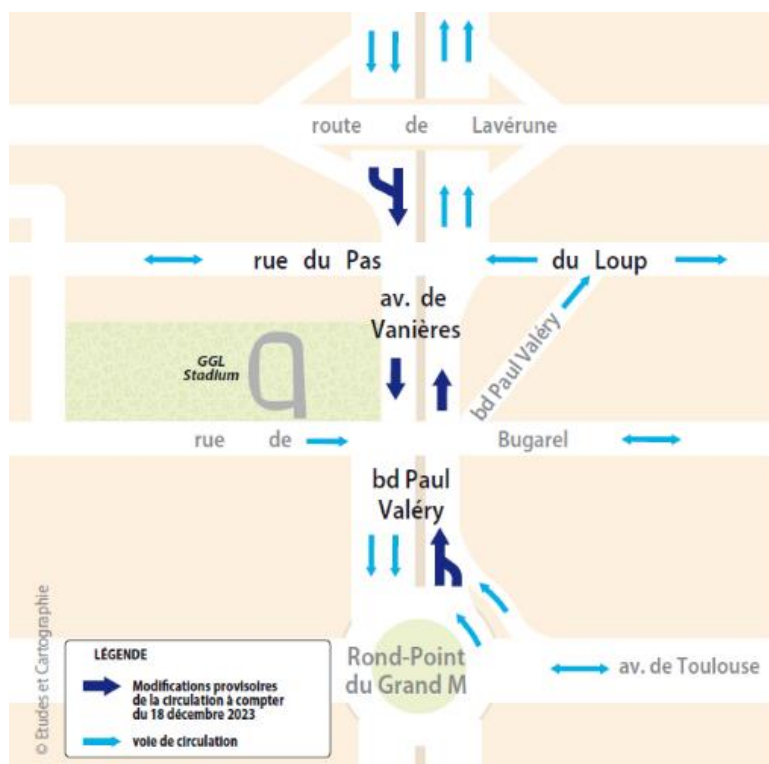 route de Lavérune
rue du Pas du Loup
av. de
Vanières
bd Paul Valéry
GGL
Stadium
rue de Bugarel
bd Paul
Valéry
Rond-Point
du Grand M
av. de Toulouse
LÉGENDE
Modifications provisoires
de la circulation à compter
du 18 décembre 2023
voie de circulation
© Etudes et Cartographie